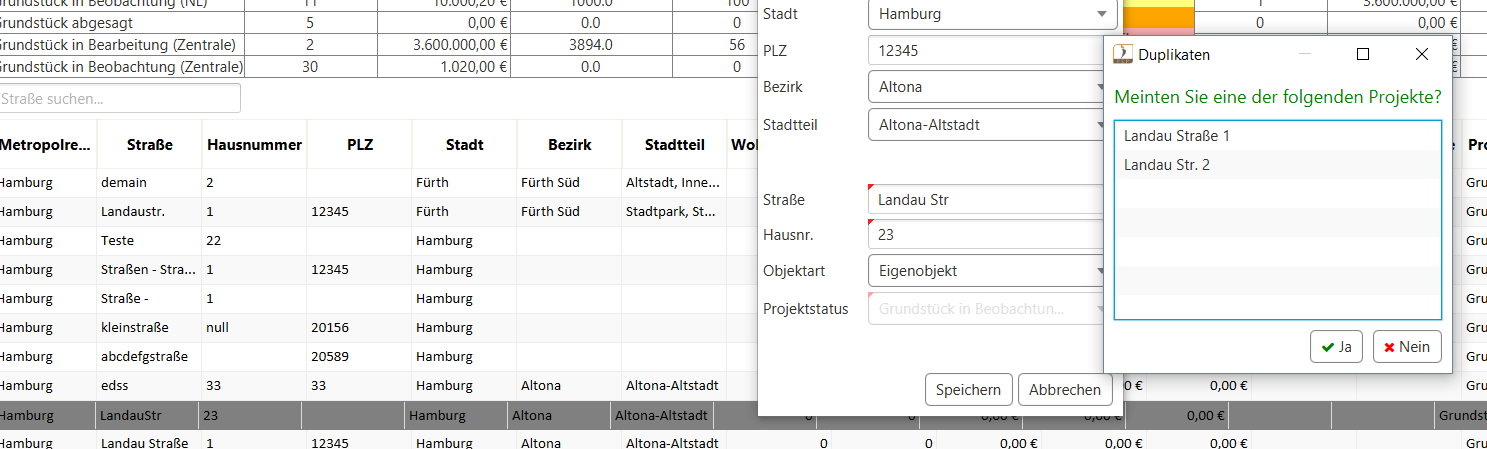 Grundstück in Beobachtung (NL) 11 10.000,20 € 1000.0 100
Grundstück abgesagt 5 0,00 € 0.0 0
Grundstück in Bearbeitung (Zentrale) 2 3.600.000,00 € 3894.0 56
Grundstück in Beobachtung (Zentrale) 30 1.020,00 € 0.0 0
1 3.600.000,00 €
0 0,00 €
Straße suchen...
Metropolre... Straße Hausnummer PLZ Stadt Bezirk Stadtteil
Hamburg demain 2 Fürth Fürth Süd Altstadt, Inne...
Hamburg Landaustr. 1 12345 Fürth Fürth Süd Stadtpark, St...
Hamburg Teste 22 Hamburg
Hamburg Straßen - Stra... 1 12345 Hamburg
Hamburg Straße - 1 Hamburg
Hamburg kleinstraße null 20156 Hamburg
Hamburg abcdefgstraße 20589 Hamburg
Hamburg edss 33 33 Hamburg Altona Altona-Altstadt 0,00 €
Hamburg LandauStr 23 Hamburg Altona Altona-Altstadt 0 0 0,00 € 0,00 € 0,00 € Grundst
Hamburg Landau Straße 1 12345 Hamburg Altona Altona-Altstadt 0 0 0,00 € 0,00 € 0,00 € Gru
Stadt Hamburg
PLZ 12345
Bezirk Altona
Stadtteil Altona-Altstadt
Straße Landau Str
Hausnr. 23
Objektart Eigenobjekt
Projektstatus Grundstück in Beobachtun...
Speichern Abbrechen
Duplikaten
Meinten Sie eine der folgenden Projekte?
Landau Straße 1
Landau Str. 2
Ja Nein
Pro
Gru
Gru
Gru
Gru
Gru
Gru
Gru
Gru